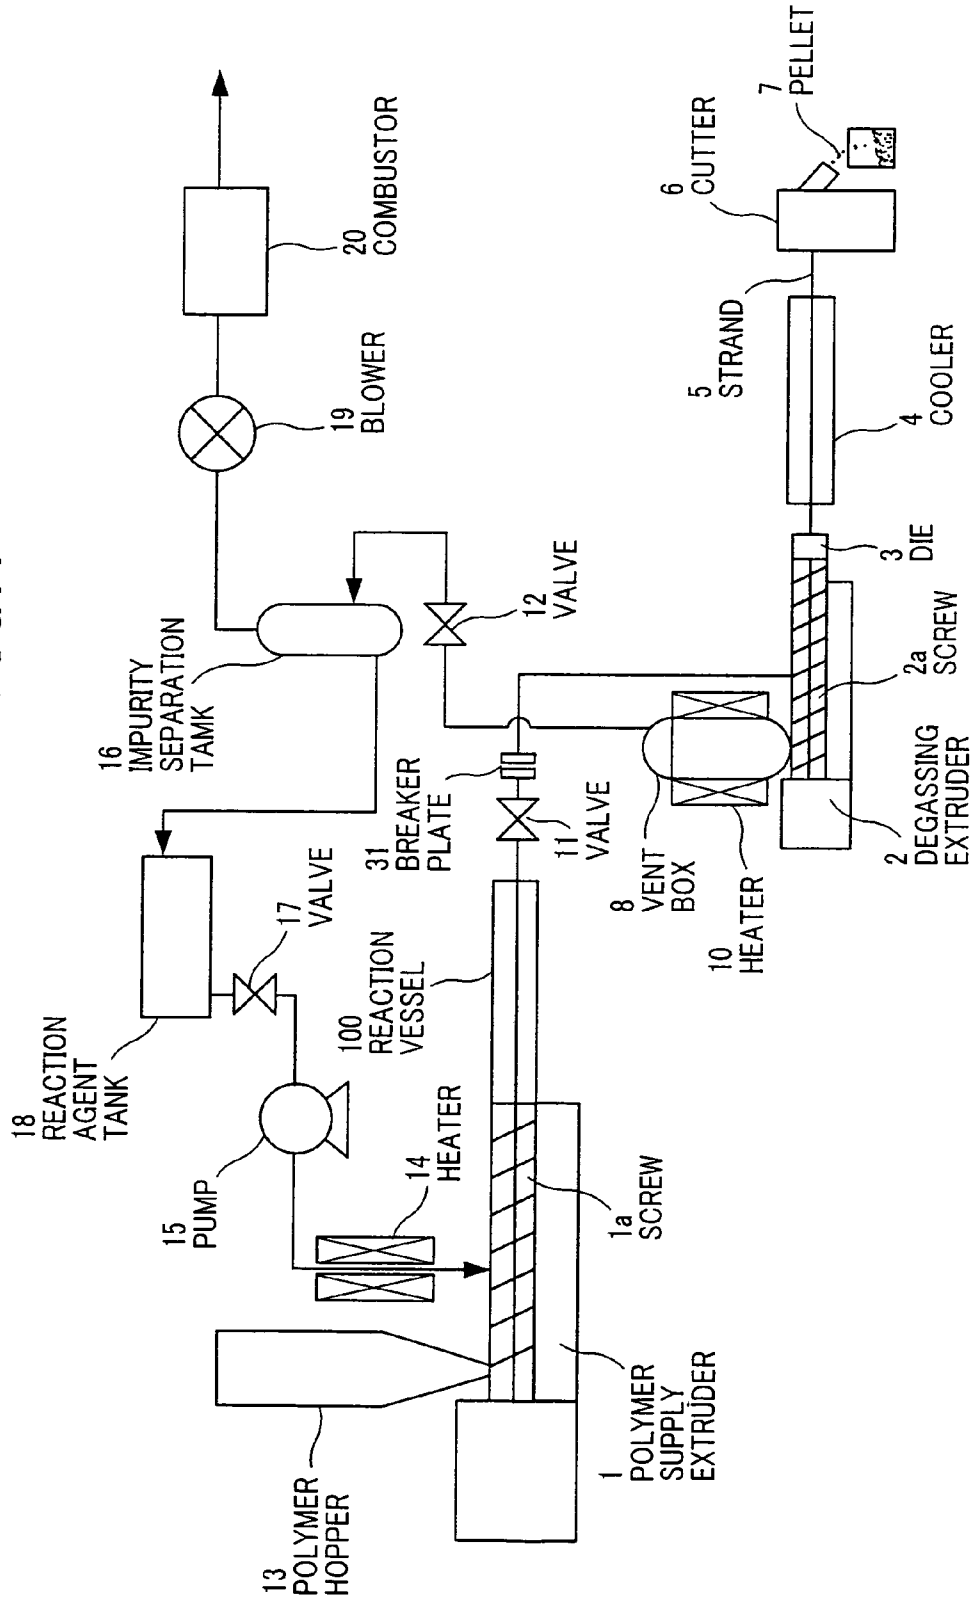 20
COMBUSTOR
19
BLOWER
16
IMPURITY
SEPARATION
TAMK
12
VALVE
31
BREAKER
PLATE
11
VALVE
17
VALVE
18
REACTION
AGENT
TANK
100
REACTION
VESSEL
15
PUMP
14
HEATER
1a
SCREW
13
POLYMER
HOPPER
1
POLYMER
SUPPLY
EXTRUDER
7
PELLET
6
CUTTER
5
STRAND
4
COOLER
3
DIE
2a
SCREW
2
DEGASSING
EXTRUDER
8
VENT
BOX
10
HEATER